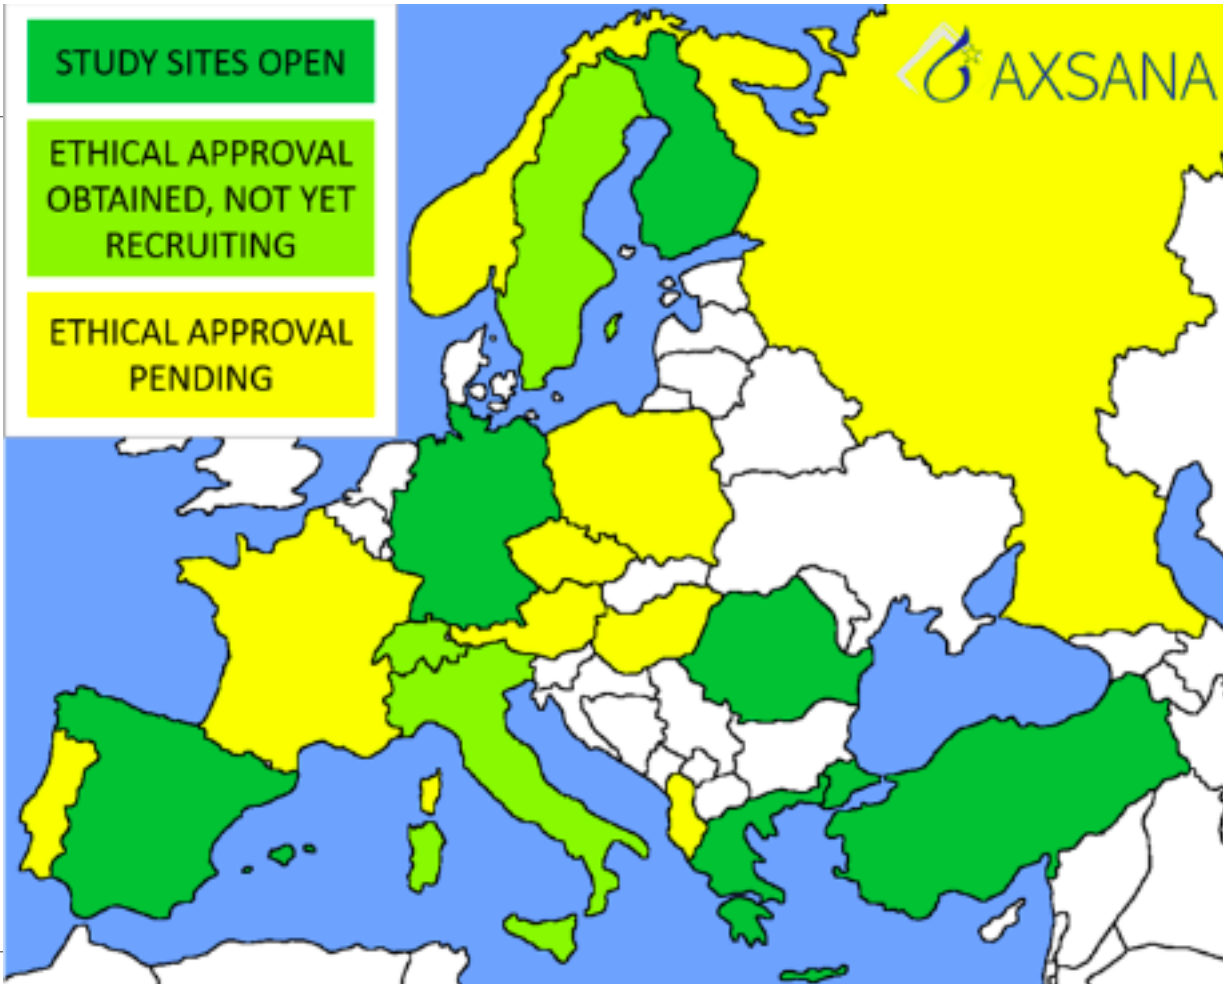 STUDY SITES OPEN
AXSANA
ETHICAL APPROVAL
OBTAINED, NOT YET
RECRUITING
ETHICAL APPROVAL
PENDING